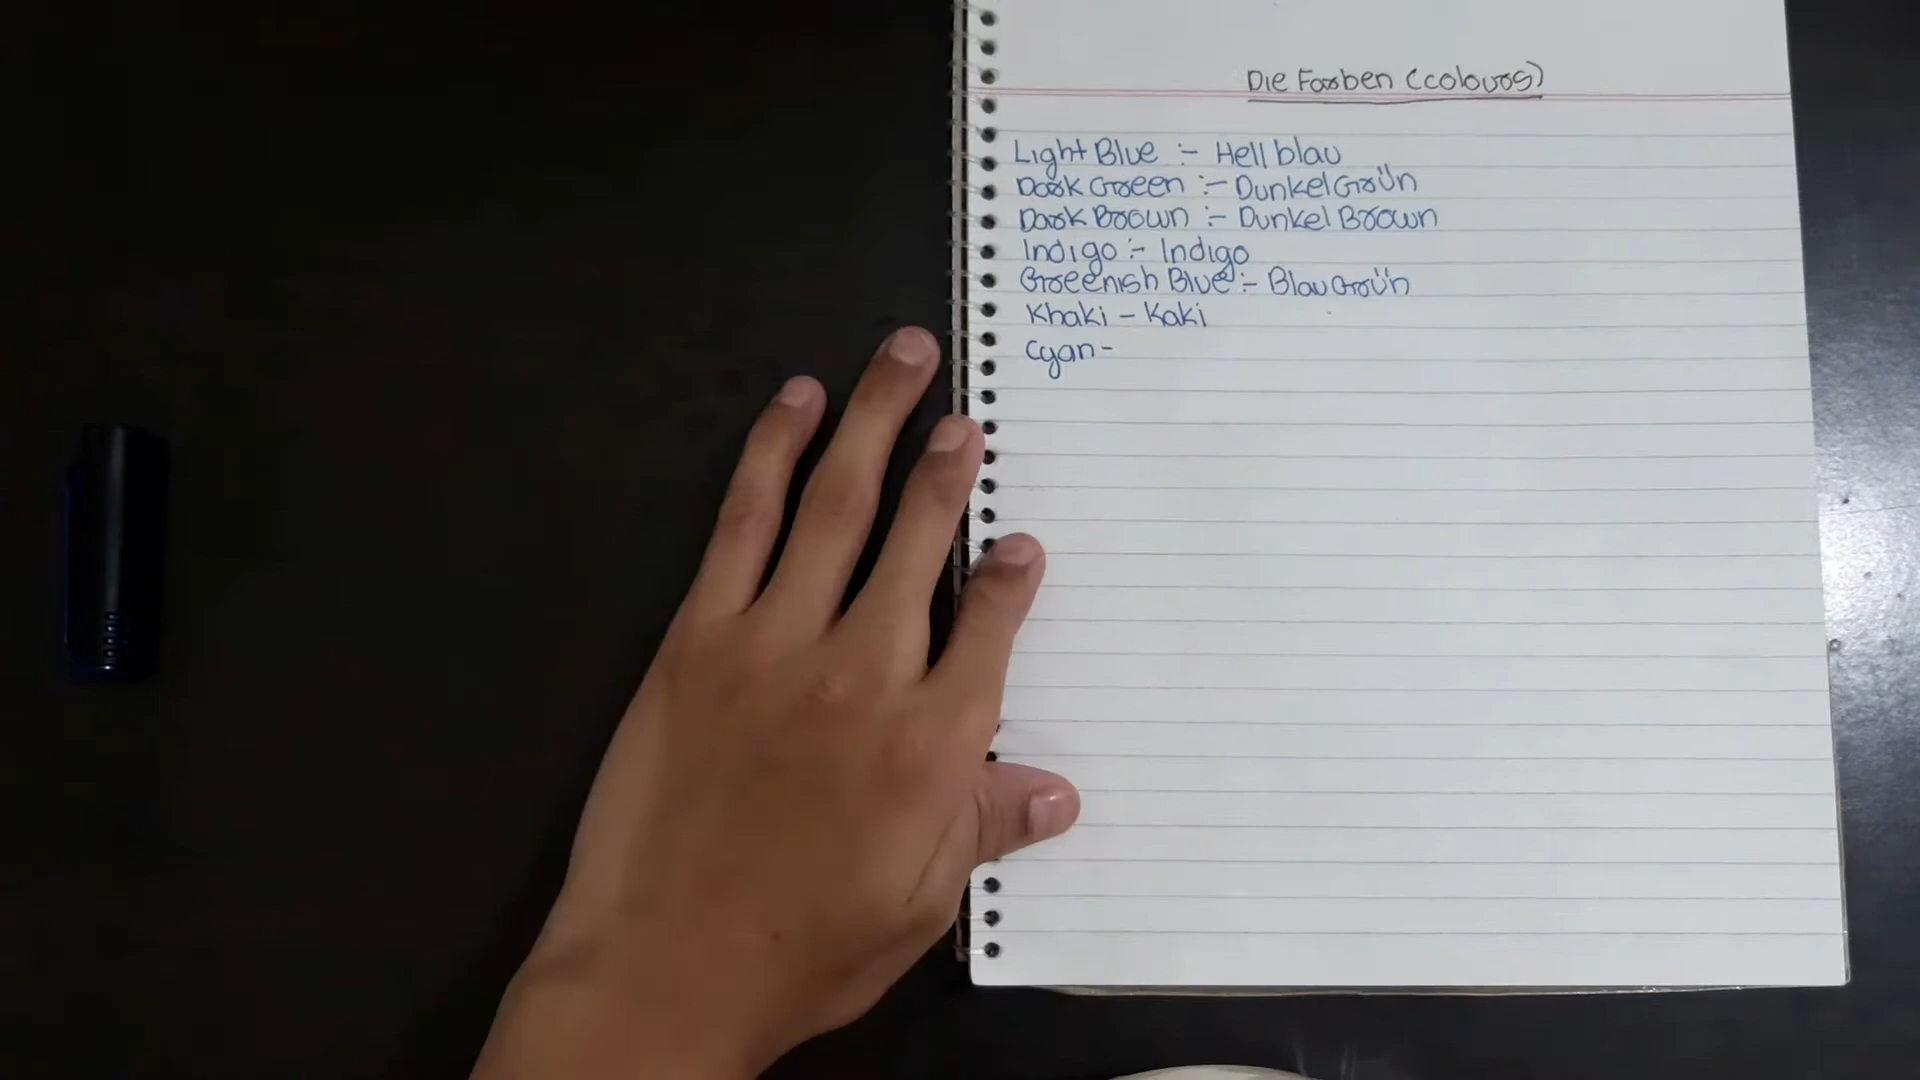 Die Farben (colours)
Light Blue :- Hell blau
Dark Green :- Dunkel Grün
Dark Brown :- Dunkel Brown
Indigo :- Indigo
Greenish Blue :- Blau Grün
Khaki - Kaki
Cyan -